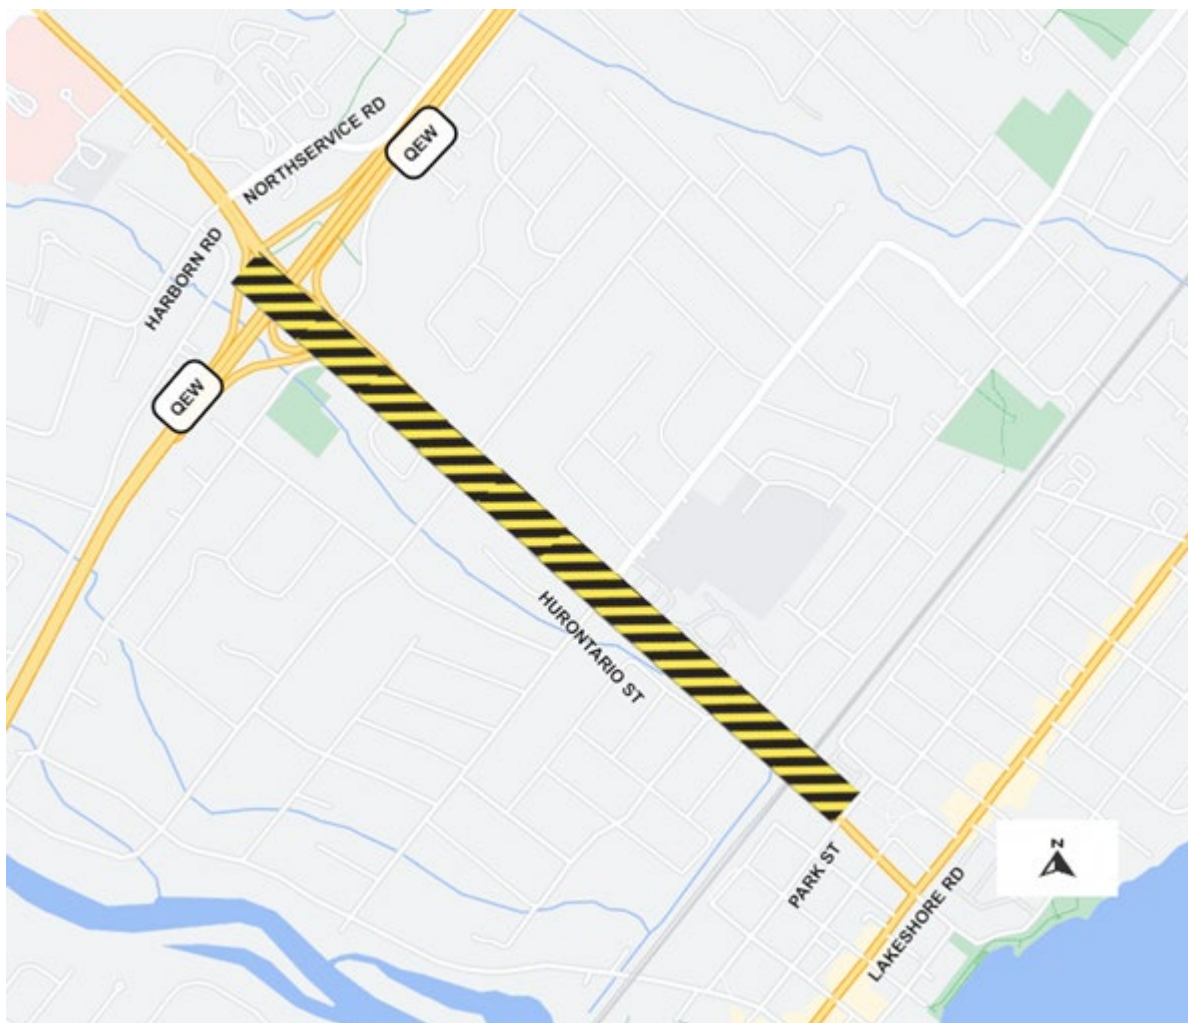 NORTHSERVICE RD
QEW
HARBORN RD
QEW
HURONTARIO ST
N
PARK ST
LAKESHORE RD